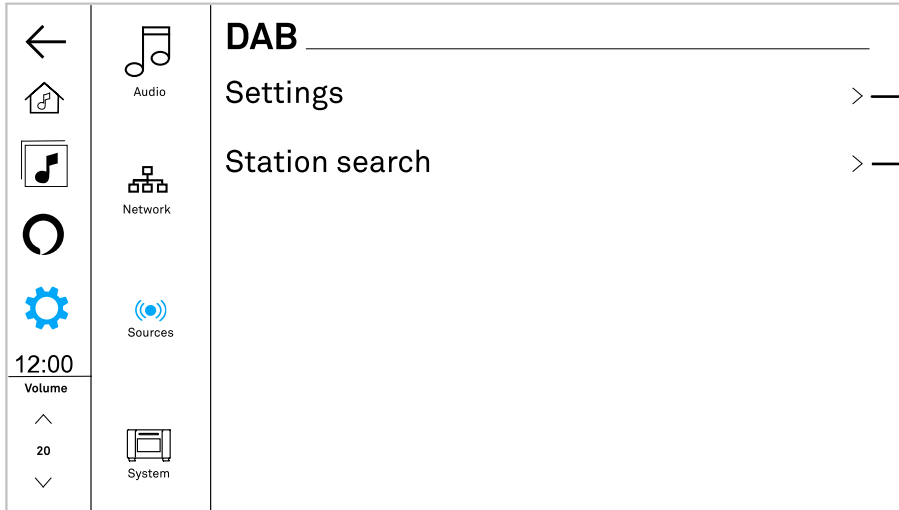 DAB
Audio
Settings
Station search
Network
Sources
12:00
Volume
20
System